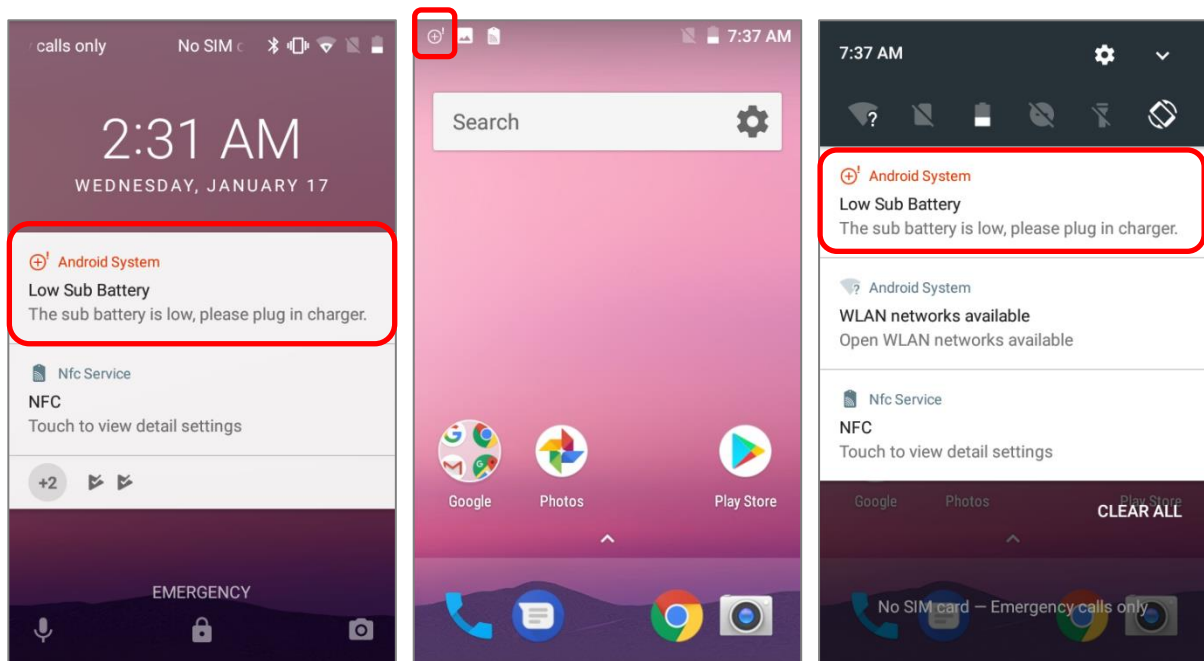 calls only No SIM c
2:31 AM
WEDNESDAY, JANUARY 17
Android System
Low Sub Battery
The sub battery is low, please plug in charger.
Nfc Service
NFC
Touch to view detail settings
+2
EMERGENCY
7:37 AM
Search
Google Photos Play Store
7:37 AM
Android System
Low Sub Battery
The sub battery is low, please plug in charger.
Android System
WLAN networks available
Open WLAN networks available
Nfc Service
NFC
Touch to view detail settings
Google Photos Play Store
CLEAR ALL
No SIM card — Emergency calls only